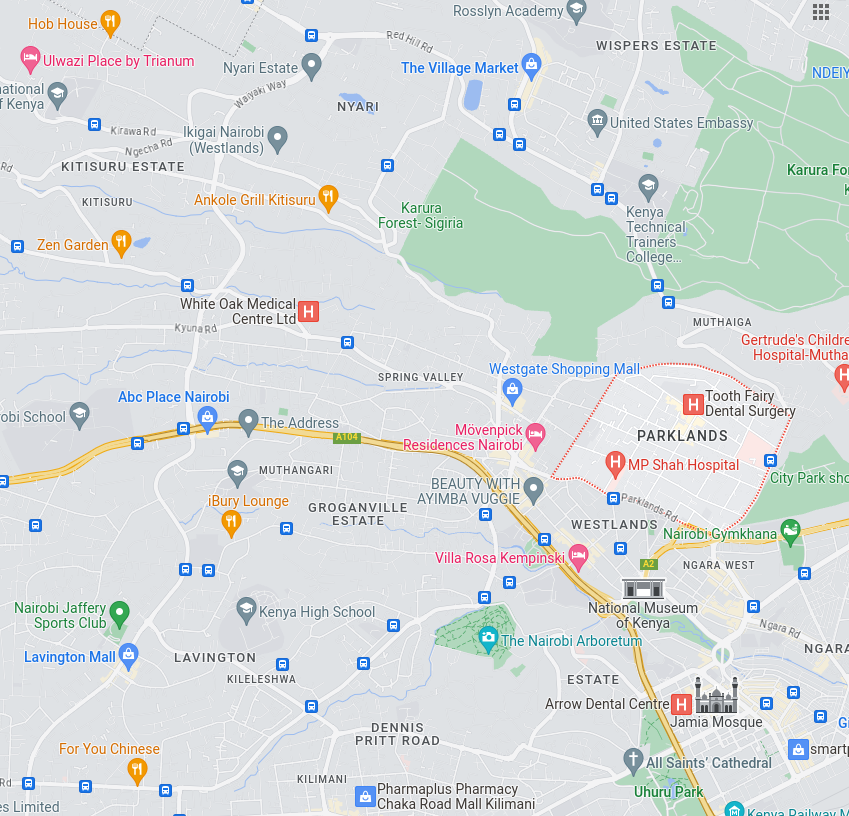 Rosslyn Academy
Hob House
Red Hill Rd
WISPERS ESTATE
Ulwazi Place by Trianum
Nyari Estate
The Village Market
NDEIY
national
of Kenya
Waiyaki Way
NYARI
United States Embassy
Kirawa Rd
Ikigai Nairobi
(Westlands)
Ngecha Rd
KITISURU ESTATE
Rd
Karura For
K
KITISURU
Ankole Grill Kitisuru
Karura
Forest- Sigiria
Kenya
Technical
Trainers
College...
Zen Garden
White Oak Medical
Centre Ltd
Kyuna Rd
MUTHAIGA
Gertrude's Childre
Hospital-Mutha
SPRING VALLEY
Westgate Shopping Mall
Abc Place Nairobi
Tooth Fairy
Dental Surgery
robi School
The Address
A104
Mövenpick
Residences Nairobi
PARKLANDS
MUTHANGARI
MP Shah Hospital
City Park sho
BEAUTY WITH
AYIMBA VUGGIE
iBury Lounge
GROGANVILLE
ESTATE
Parklands Rd
WESTLANDS
Nairobi Gymkhana
Villa Rosa Kempinski
A2
NGARA WEST
National Museum
of Kenya
Nairobi Jaffery
Sports Club
Kenya High School
Ngara Rd
The Nairobi Arboretum
NGARA
Lavington Mall
LAVINGTON
KILELESHWA
ESTATE
Arrow Dental Centre
Jamia Mosque
Gi
DENNIS
PRITT ROAD
For You Chinese
smartp
All Saints' Cathedral
KILIMANI
Rd
Uhuru Park
Pharmaplus Pharmacy
Chaka Road Mall Kilimani
es Limited
Kenya Railway M